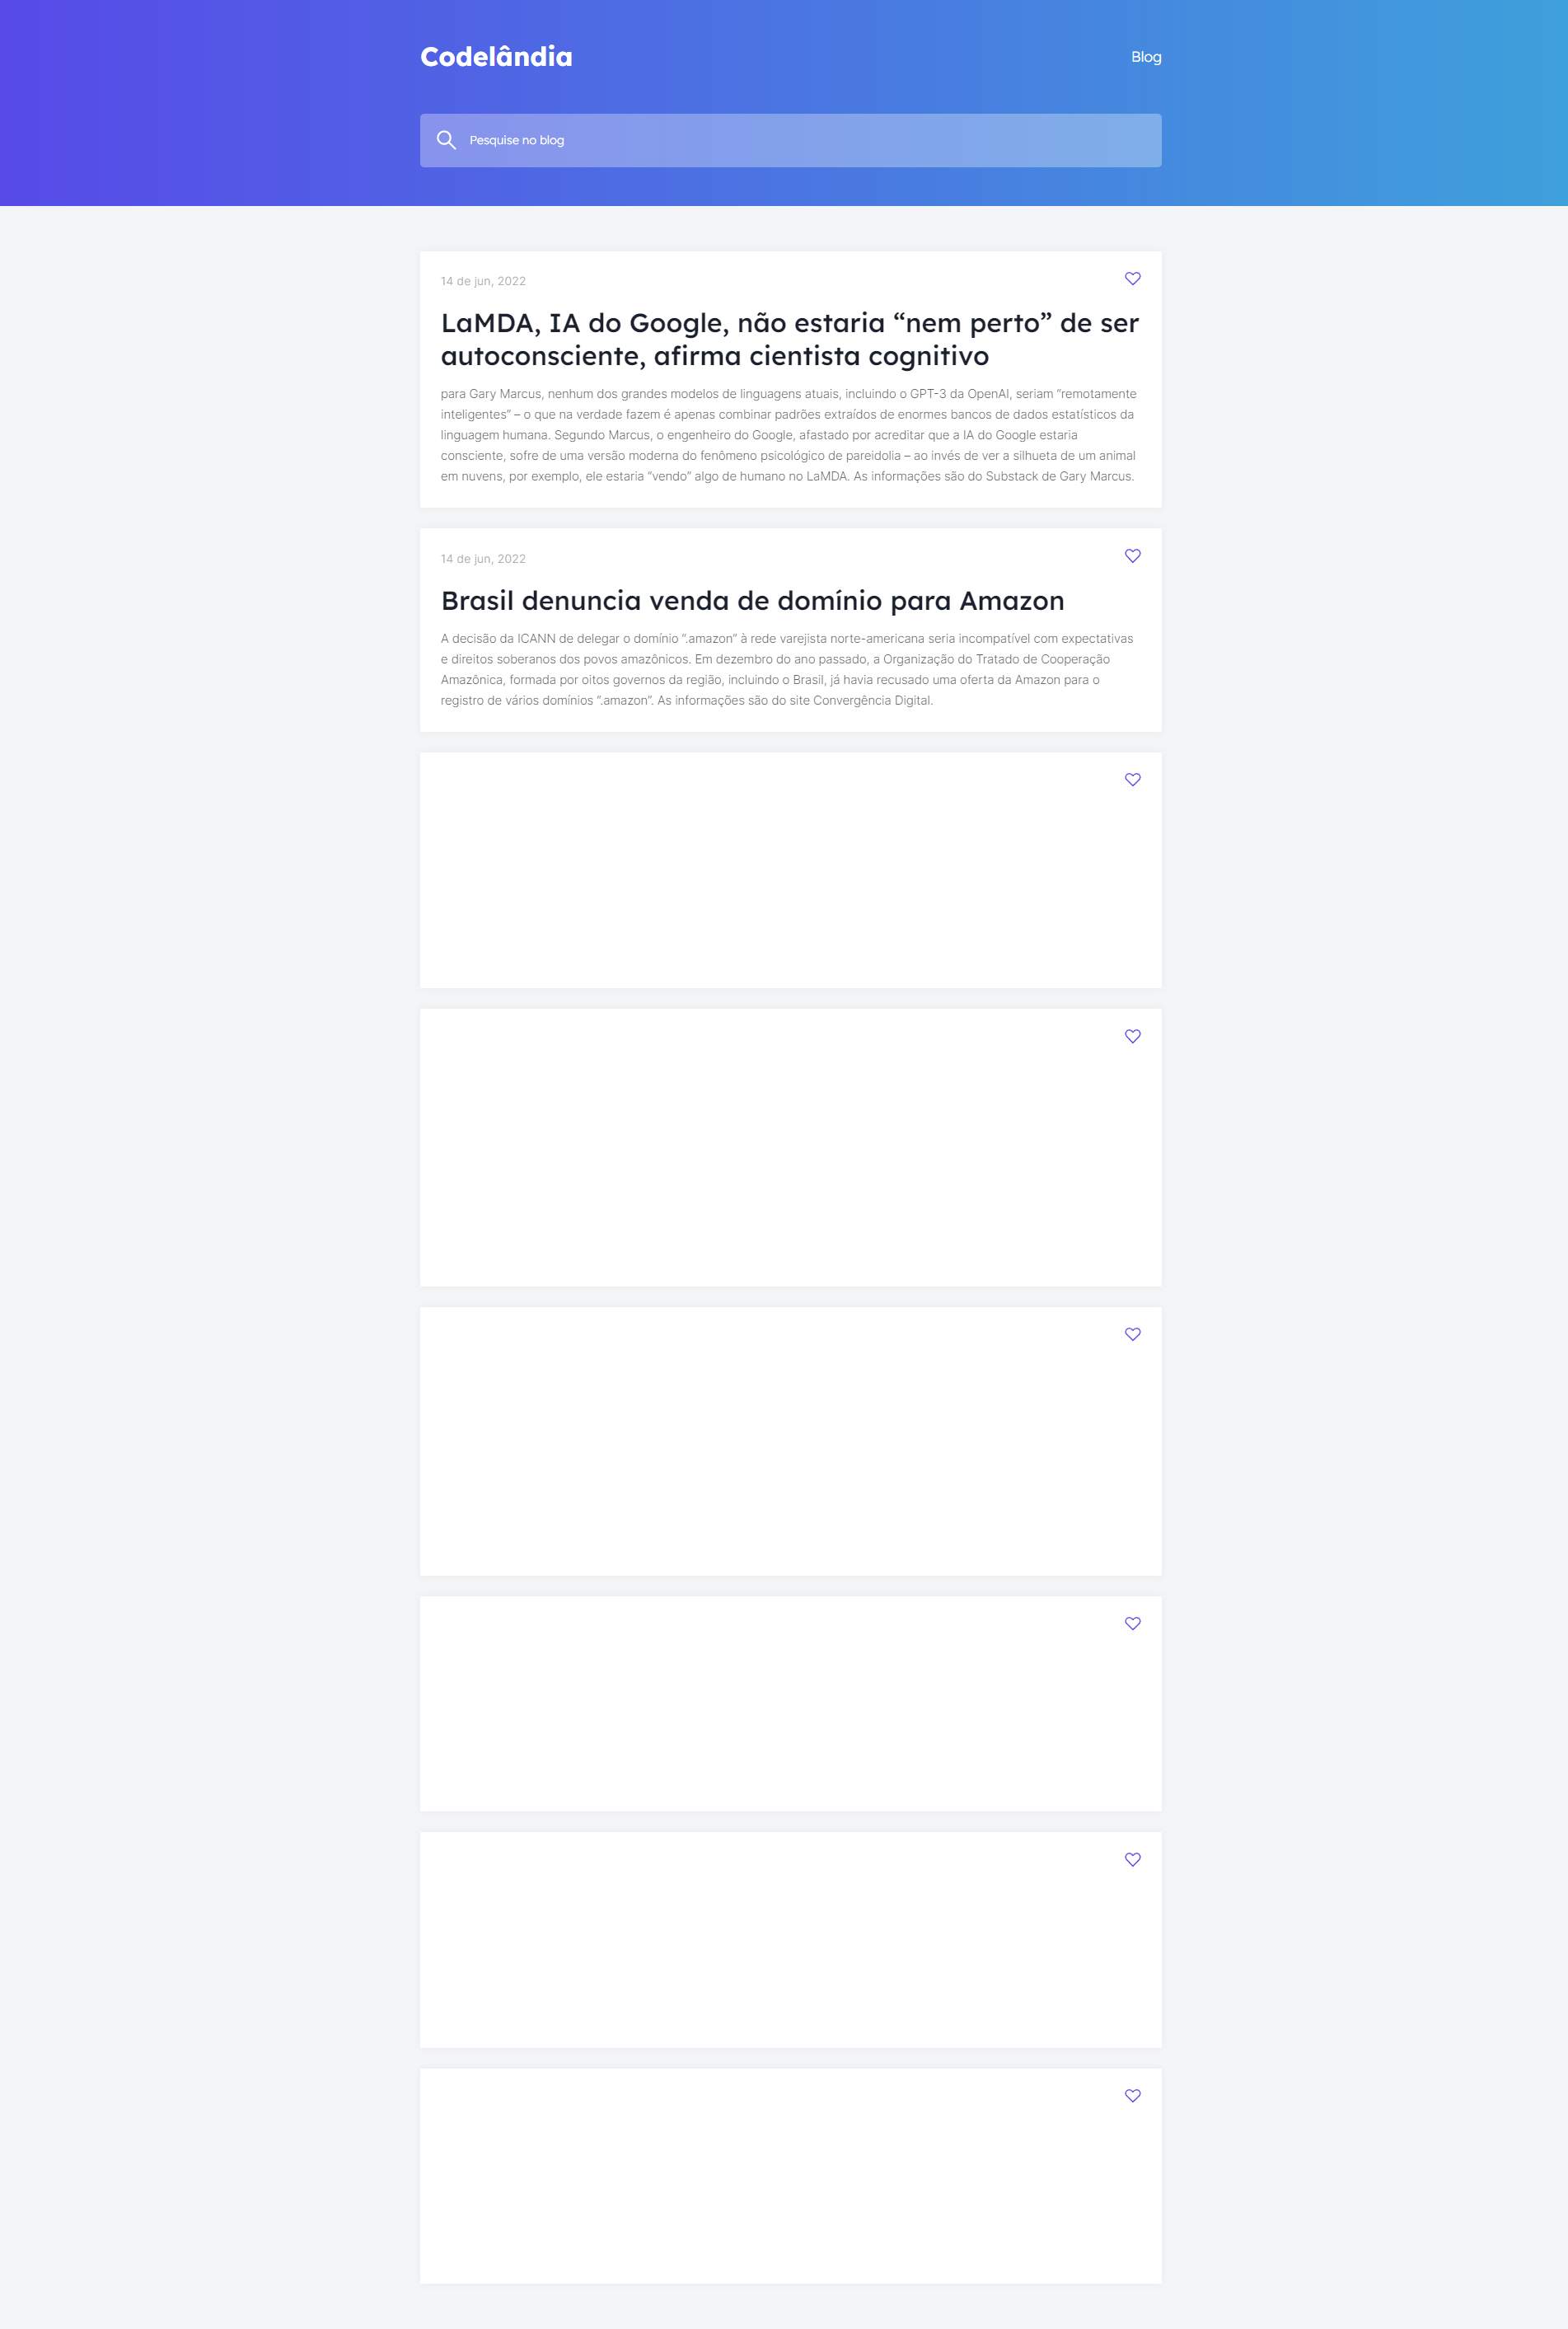 Codelândia
Blog
Pesquise no blog
14 de jun, 2022
LaMDA, IA do Google, não estaria “nem perto” de ser
autoconsciente, afirma cientista cognitivo
para Gary Marcus, nenhum dos grandes modelos de linguagens atuais, incluindo o GPT-3 da OpenAI, seriam “remotamente
inteligentes” – o que na verdade fazem é apenas combinar padrões extraídos de enormes bancos de dados estatísticos da
linguagem humana. Segundo Marcus, o engenheiro do Google, afastado por acreditar que a IA do Google estaria
consciente, sofre de uma versão moderna do fenômeno psicológico de pareidolia – ao invés de ver a silhueta de um animal
em nuvens, por exemplo, ele estaria “vendo” algo de humano no LaMDA. As informações são do Substack de Gary Marcus.
14 de jun, 2022
Brasil denuncia venda de domínio para Amazon
A decisão da ICANN de delegar o domínio “.amazon” à rede varejista norte-americana seria incompatível com expectativas
e direitos soberanos dos povos amazônicos. Em dezembro do ano passado, a Organização do Tratado de Cooperação
Amazônica, formada por oitos governos da região, incluindo o Brasil, já havia recusado uma oferta da Amazon para o
registro de vários domínios “.amazon”. As informações são do site Convergência Digital.